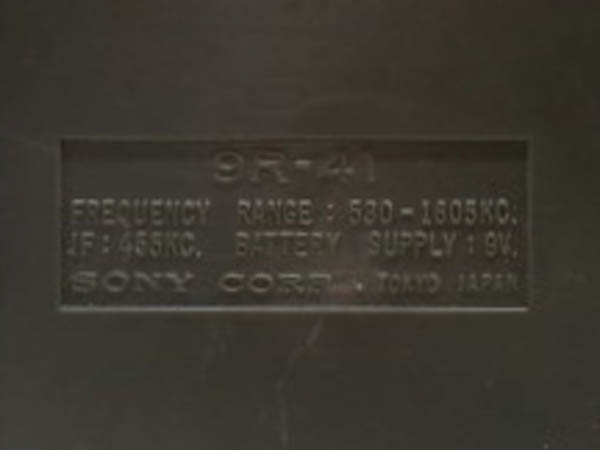 9R-41
FREQUENCY RANGE : 530-1605KC.
IF : 455KC. BATTERY SUPPLY : 9V.
SONY CORP. TOKYO JAPAN